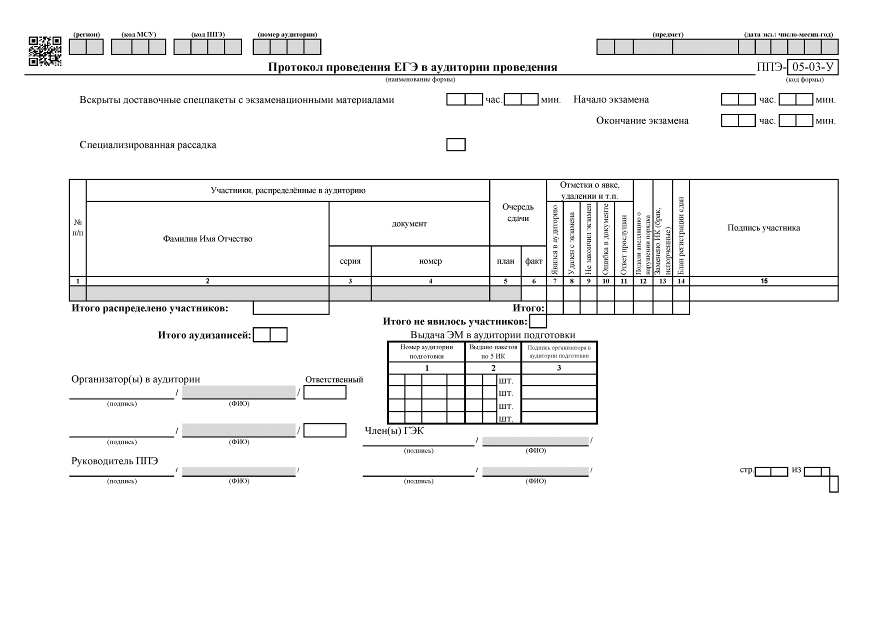 (регион) (код МСУ) (код ППЭ) (номер аудитории) (предмет) (дата экз.: число-месяц-год)
Протокол проведения ЕГЭ в аудитории проведения ППЭ- 05-03-У
(наименование формы) (код формы)
Вскрыты доставочные спецпакеты с экзаменационными материалами час. мин. Начало экзамена час. мин.
Окончание экзамена час. мин.
Специализированная рассадка
№ п/п
Участники, распределённые в аудиторию
Фамилия Имя Отчество
документ
серия номер
Очередь сдачи
план факт
Отметки о явке, удалении и т.п.
Явился в аудиторию
Удален с экзамена
Не закончил экзамен
Ошибка в документе
Ответ прослушан
Подали апелляцию о нарушении порядка
Заменено ИК (брак, испорченные)
Бланк регистрации сдан
Подпись участника
1 2 3 4 5 6 7 8 9 10 11 12 13 14 15
Итого распределено участников: Итого:
Итого не явилось участников:
Итого аудизаписей:
Выдача ЭМ в аудитории подготовки
Номер аудитории подготовки
Выдано пакетов по 5 ИК
Подпись организатора в аудитории подготовки
1 2 3
шт.
шт.
шт.
шт.
Организатор(ы) в аудитории Ответственный
/ /
(подпись) (ФИО)
/ /
(подпись) (ФИО)
Член(ы) ГЭК
/ /
(подпись) (ФИО)
Руководитель ППЭ
/ / / /
(подпись) (ФИО) (подпись) (ФИО)
стр. из